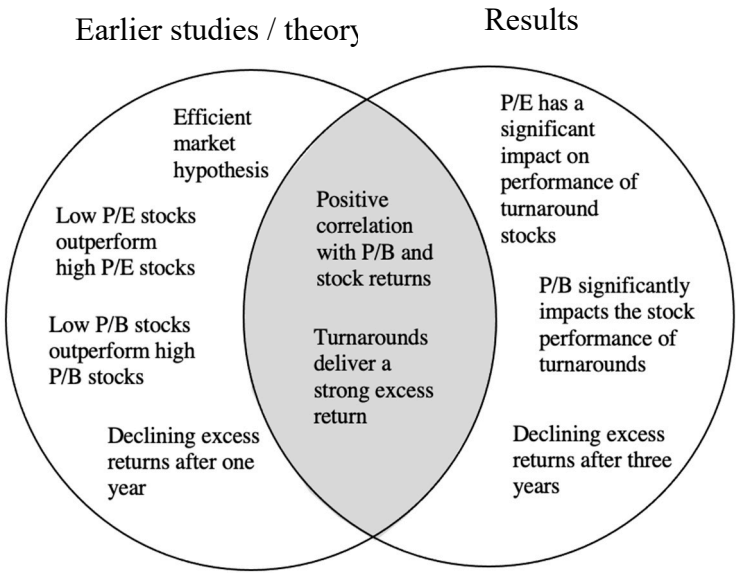 Earlier studies / theory
Results
Efficient
market
hypothesis
Low P/E stocks
outperform
high P/E stocks
Low P/B stocks
outperform high
P/B stocks
Declining excess
returns after one
year
Positive
correlation
with P/B and
stock returns
Turnarounds
deliver a
strong excess
return
P/E has a
significant
impact on
performance of
turnaround
stocks
P/B significantly
impacts the stock
performance of
turnarounds
Declining excess
returns after three
years